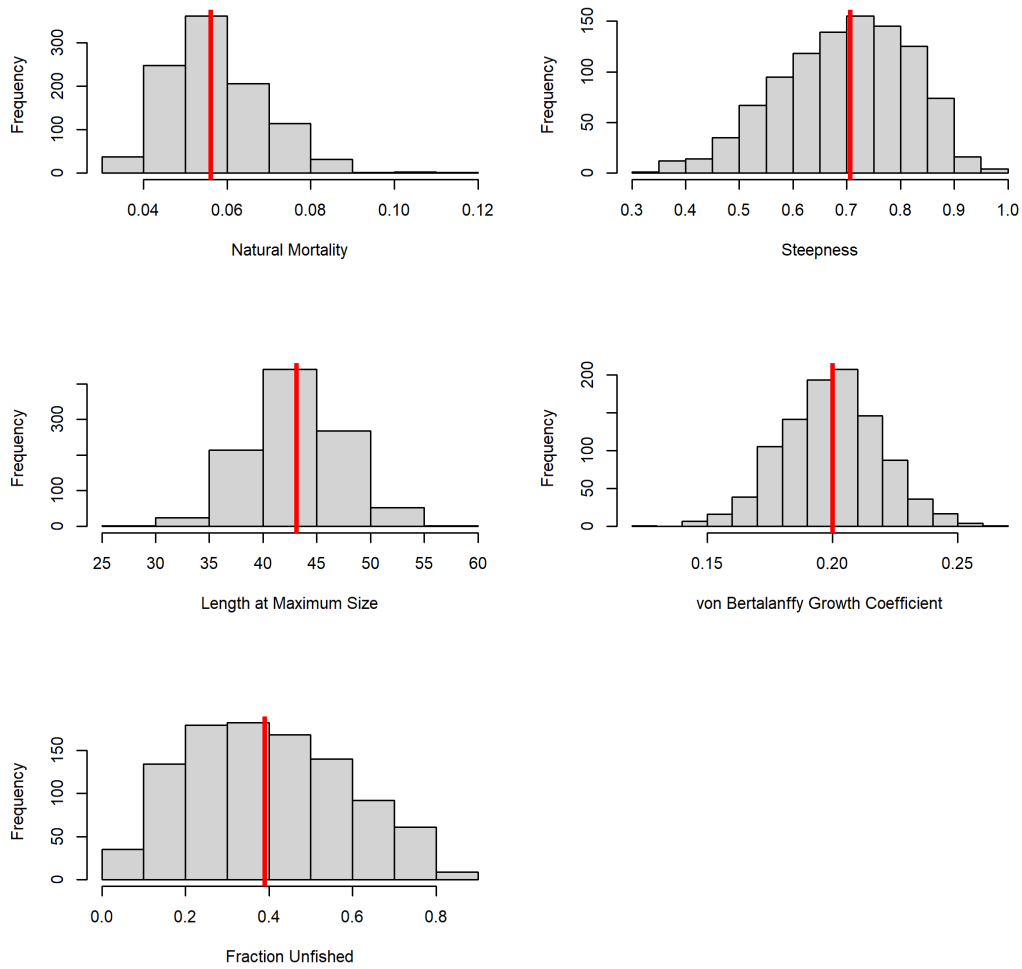 Frequency
0 100 200 300
0.04 0.06 0.08 0.10 0.12
Natural Mortality
Frequency
0 50 100 150
0.3 0.4 0.5 0.6 0.7 0.8 0.9 1.0
Steepness
Frequency
0 100 300
25 30 35 40 45 50 55 60
Length at Maximum Size
Frequency
0 50 100 200
0.15 0.20 0.25
von Bertalanffy Growth Coefficient
Frequency
0 50 100 150
0.0 0.2 0.4 0.6 0.8
Fraction Unfished